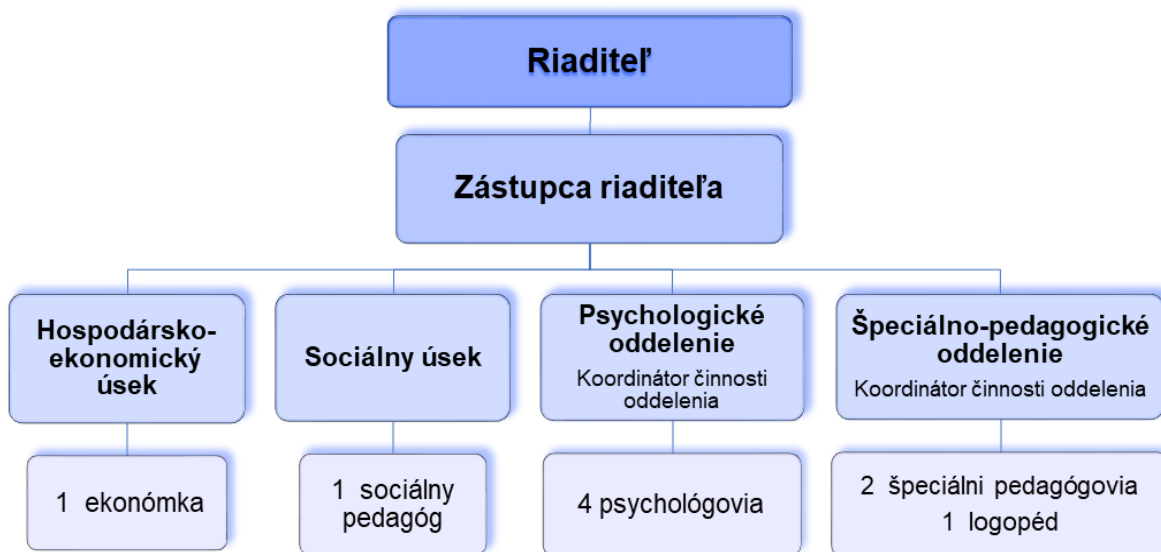 Riaditeľ
Zástupca riaditeľa
Hospodársko-
ekonomický
úsek
Sociálny úsek
Psychologické
oddelenie
Koordinátor činnosti
oddelenia
Špeciálno-pedagogické
oddelenie
Koordinátor činnosti oddelenia
1 ekonómka
1 sociálny
pedagóg
4 psychológovia
2 špeciálni pedagógovia
1 logopéd